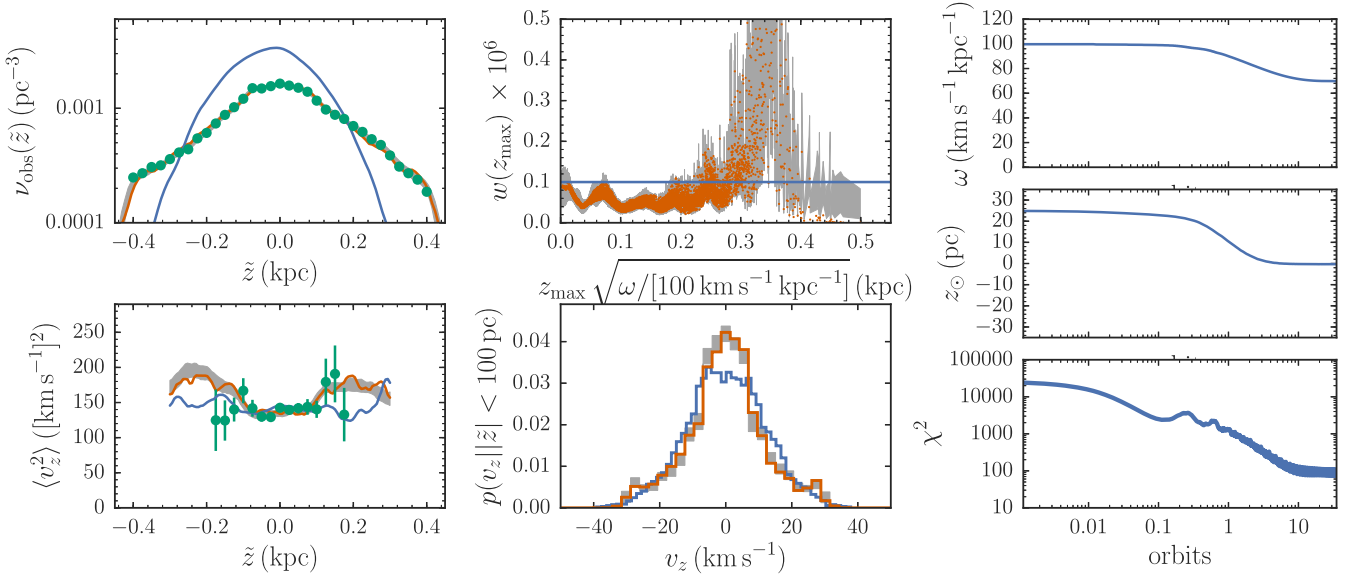 ν_obs(z̃) (pc⁻³)
0.001
0.0001
−0.4 −0.2 0.0 0.2 0.4
z̃ (kpc)
w(z_max) × 10⁶
0.5
0.4
0.3
0.2
0.1
0.0
0.0 0.1 0.2 0.3 0.4 0.5
z_max √ω/[100 km s⁻¹ kpc⁻¹] (kpc)
ω (km s⁻¹ kpc⁻¹)
120
100
80
60
40
20
0
z_⊙ (pc)
30
20
10
0
−10
−20
−30
⟨v_z²⟩ ([km s⁻¹]²)
250
200
150
100
50
0
−0.4 −0.2 0.0 0.2 0.4
z̃ (kpc)
p(v_z||z̃| < 100 pc)
0.04
0.03
0.02
0.01
0.00
−40 −20 0 20 40
v_z (km s⁻¹)
χ²
100000
10000
1000
100
10
0.01 0.1 1 10
orbits